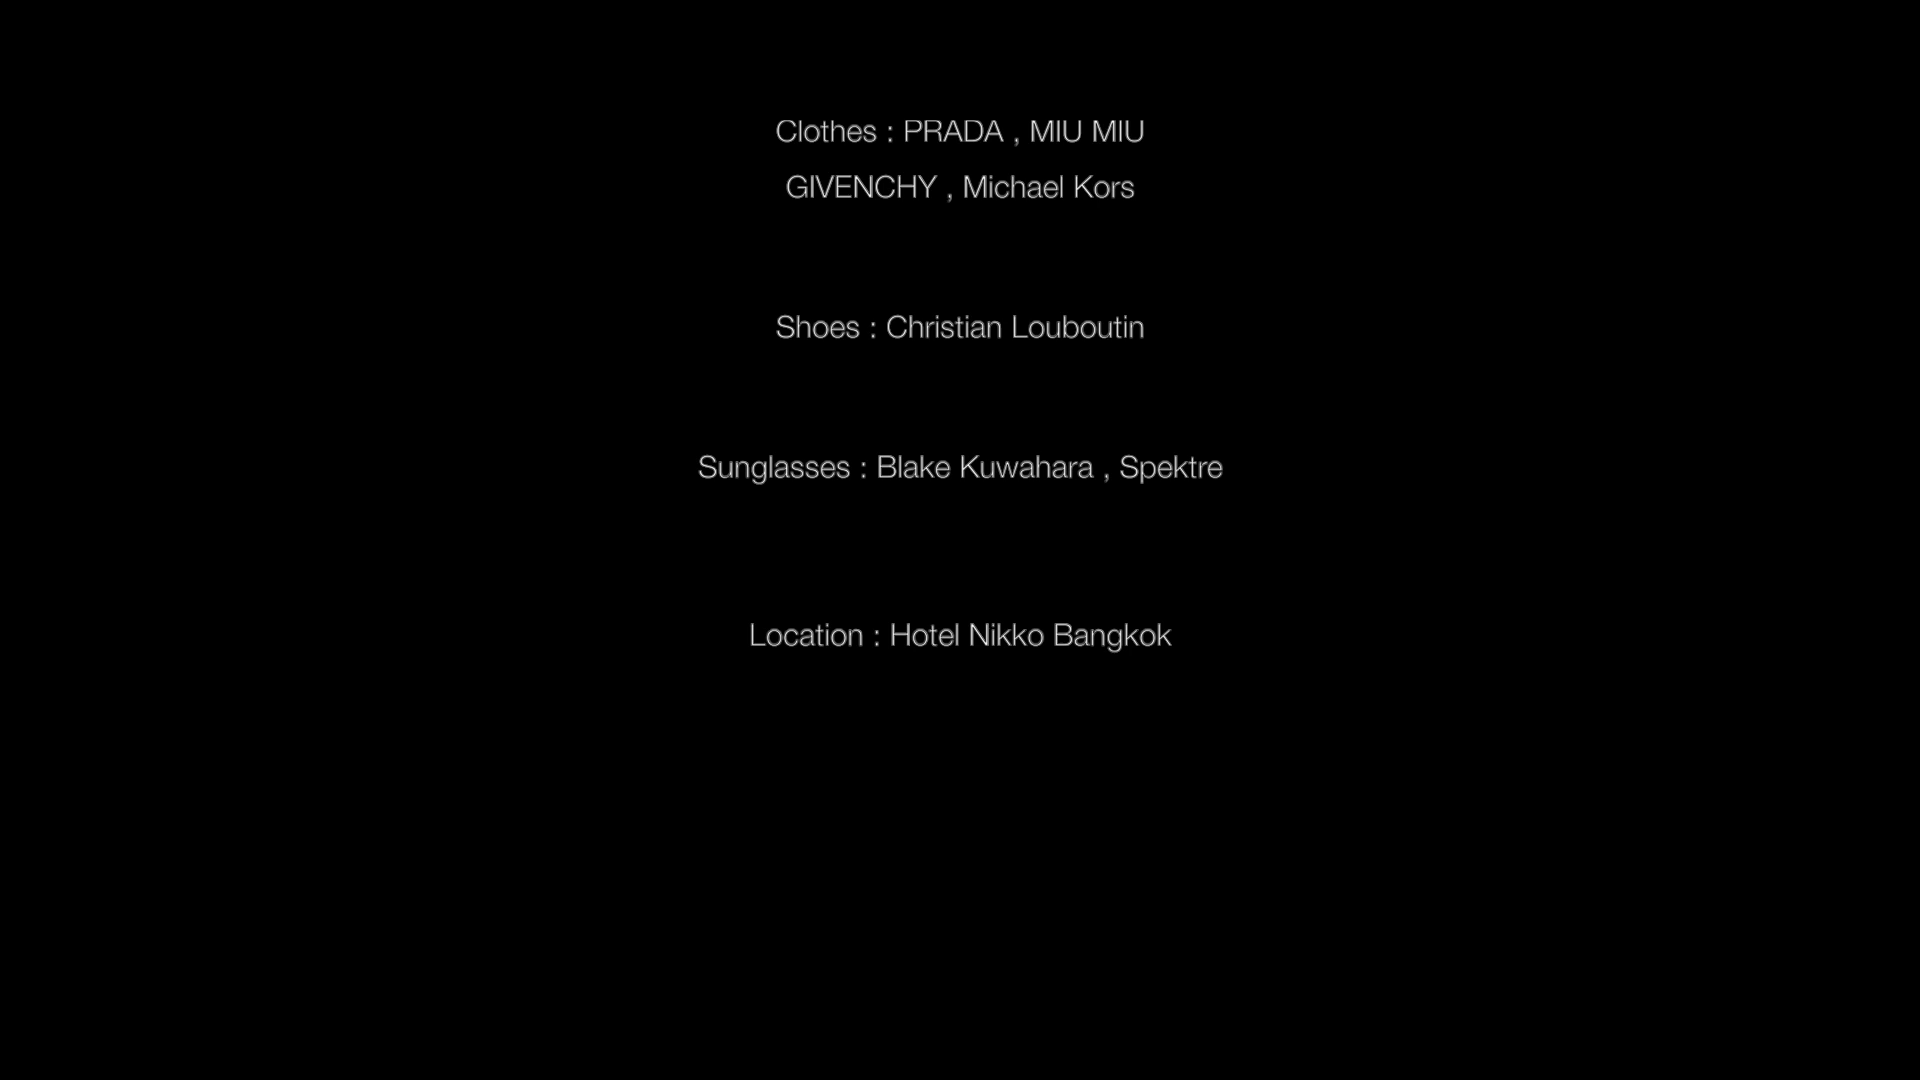 Clothes : PRADA , MIU MIU
GIVENCHY , Michael Kors
Shoes : Christian Louboutin
Sunglasses : Blake Kuwahara , Spektre
Location : Hotel Nikko Bangkok